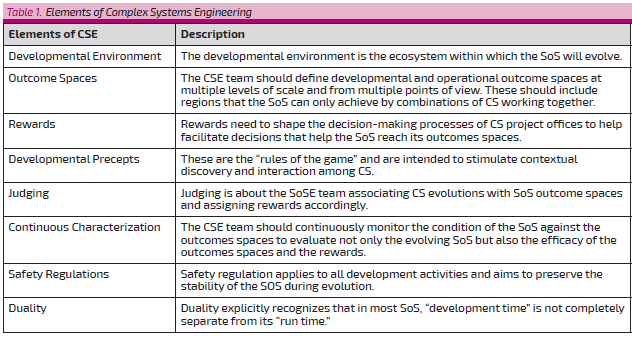 Table 1. Elements of Complex Systems Engineering
Elements of CSE Description
Developmental Environment The developmental environment is the ecosystem within which the SoS will evolve.
Outcome Spaces The CSE team should define developmental and operational outcome spaces at
multiple levels of scale and from multiple points of view. These should include
regions that the SoS can only achieve by combinations of CS working together.
Rewards Rewards need to shape the decision-making processes of CS project offices to help
facilitate decisions that help the SoS reach its outcomes spaces.
Developmental Precepts These are the “rules of the game” and are intended to stimulate contextual
discovery and interaction among CS.
Judging Judging is about the SoSE team associating CS evolutions with SoS outcome spaces
and assigning rewards accordingly.
Continuous Characterization The CSE team should continuously monitor the condition of the SoS against the
outcomes spaces to evaluate not only the evolving SoS but also the efficacy of the
outcomes spaces and the rewards.
Safety Regulations Safety regulation applies to all development activities and aims to preserve the
stability of the SOS during evolution.
Duality Duality explicitly recognizes that in most SoS, “development time” is not completely
separate from its “run time.”